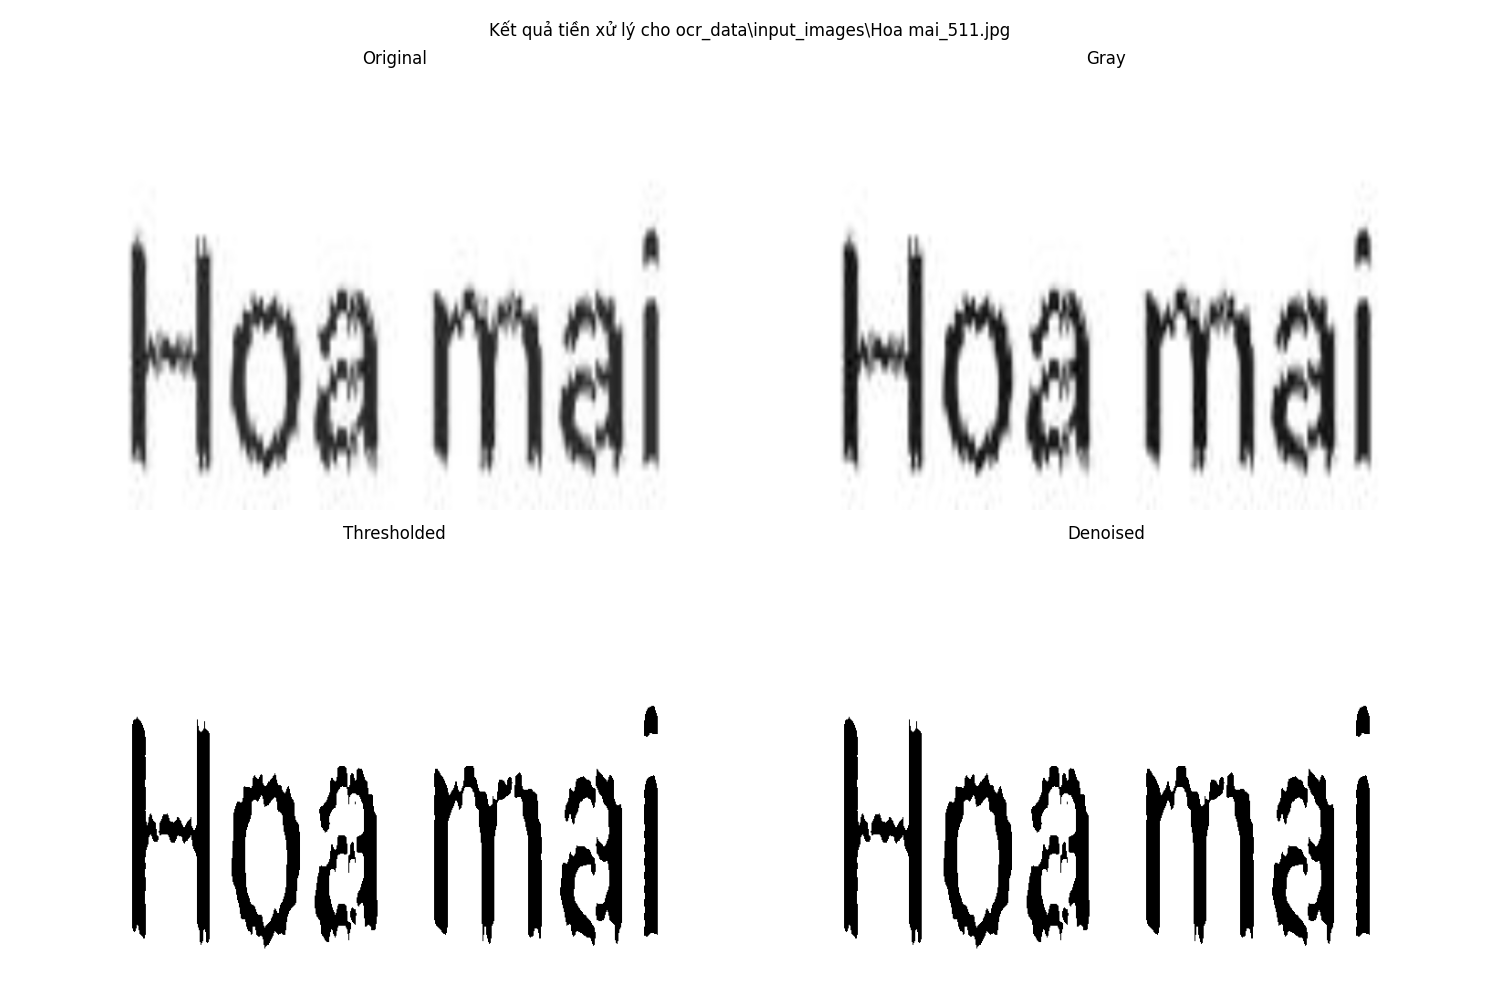 Kết quả tiền xử lý cho ocr_data\input_images\Hoa mai_511.jpg
Original
Gray
Hoa mai
Hoa mai
Thresholded
Denoised
Hoa mai
Hoa mai